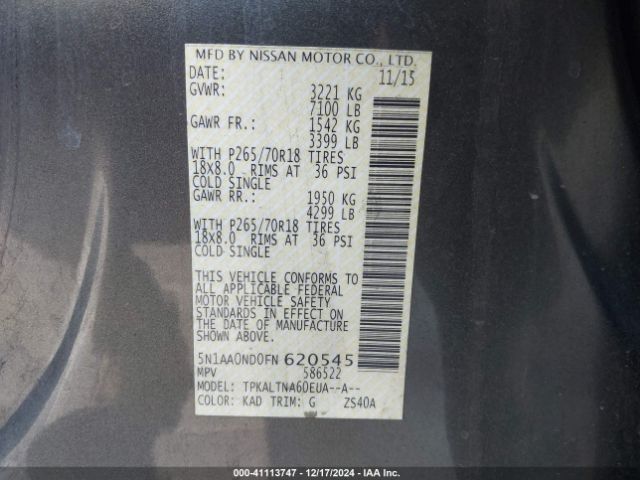 MFD BY NISSAN MOTOR CO., LTD.
DATE: 11/15
GVWR: 3221 KG
7100 LB
GAWR FR.: 1542 KG
3399 LB
WITH P265/70R18 TIRES
18X8.0 RIMS AT 36 PSI
COLD SINGLE
GAWR RR.: 1950 KG
4299 LB
WITH P265/70R18 TIRES
18X8.0 RIMS AT 36 PSI
COLD SINGLE
THIS VEHICLE CONFORMS TO
ALL APPLICABLE FEDERAL
MOTOR VEHICLE SAFETY
STANDARDS IN EFFECT ON
THE DATE OF MANUFACTURE
SHOWN ABOVE.
5N1AA0ND0FN 620545
MPV 586522
MODEL: TPKALTNA60EUA--A--
COLOR: KAD TRIM: G ZS40A
000-41113747 - 12/17/2024 - IAA Inc.